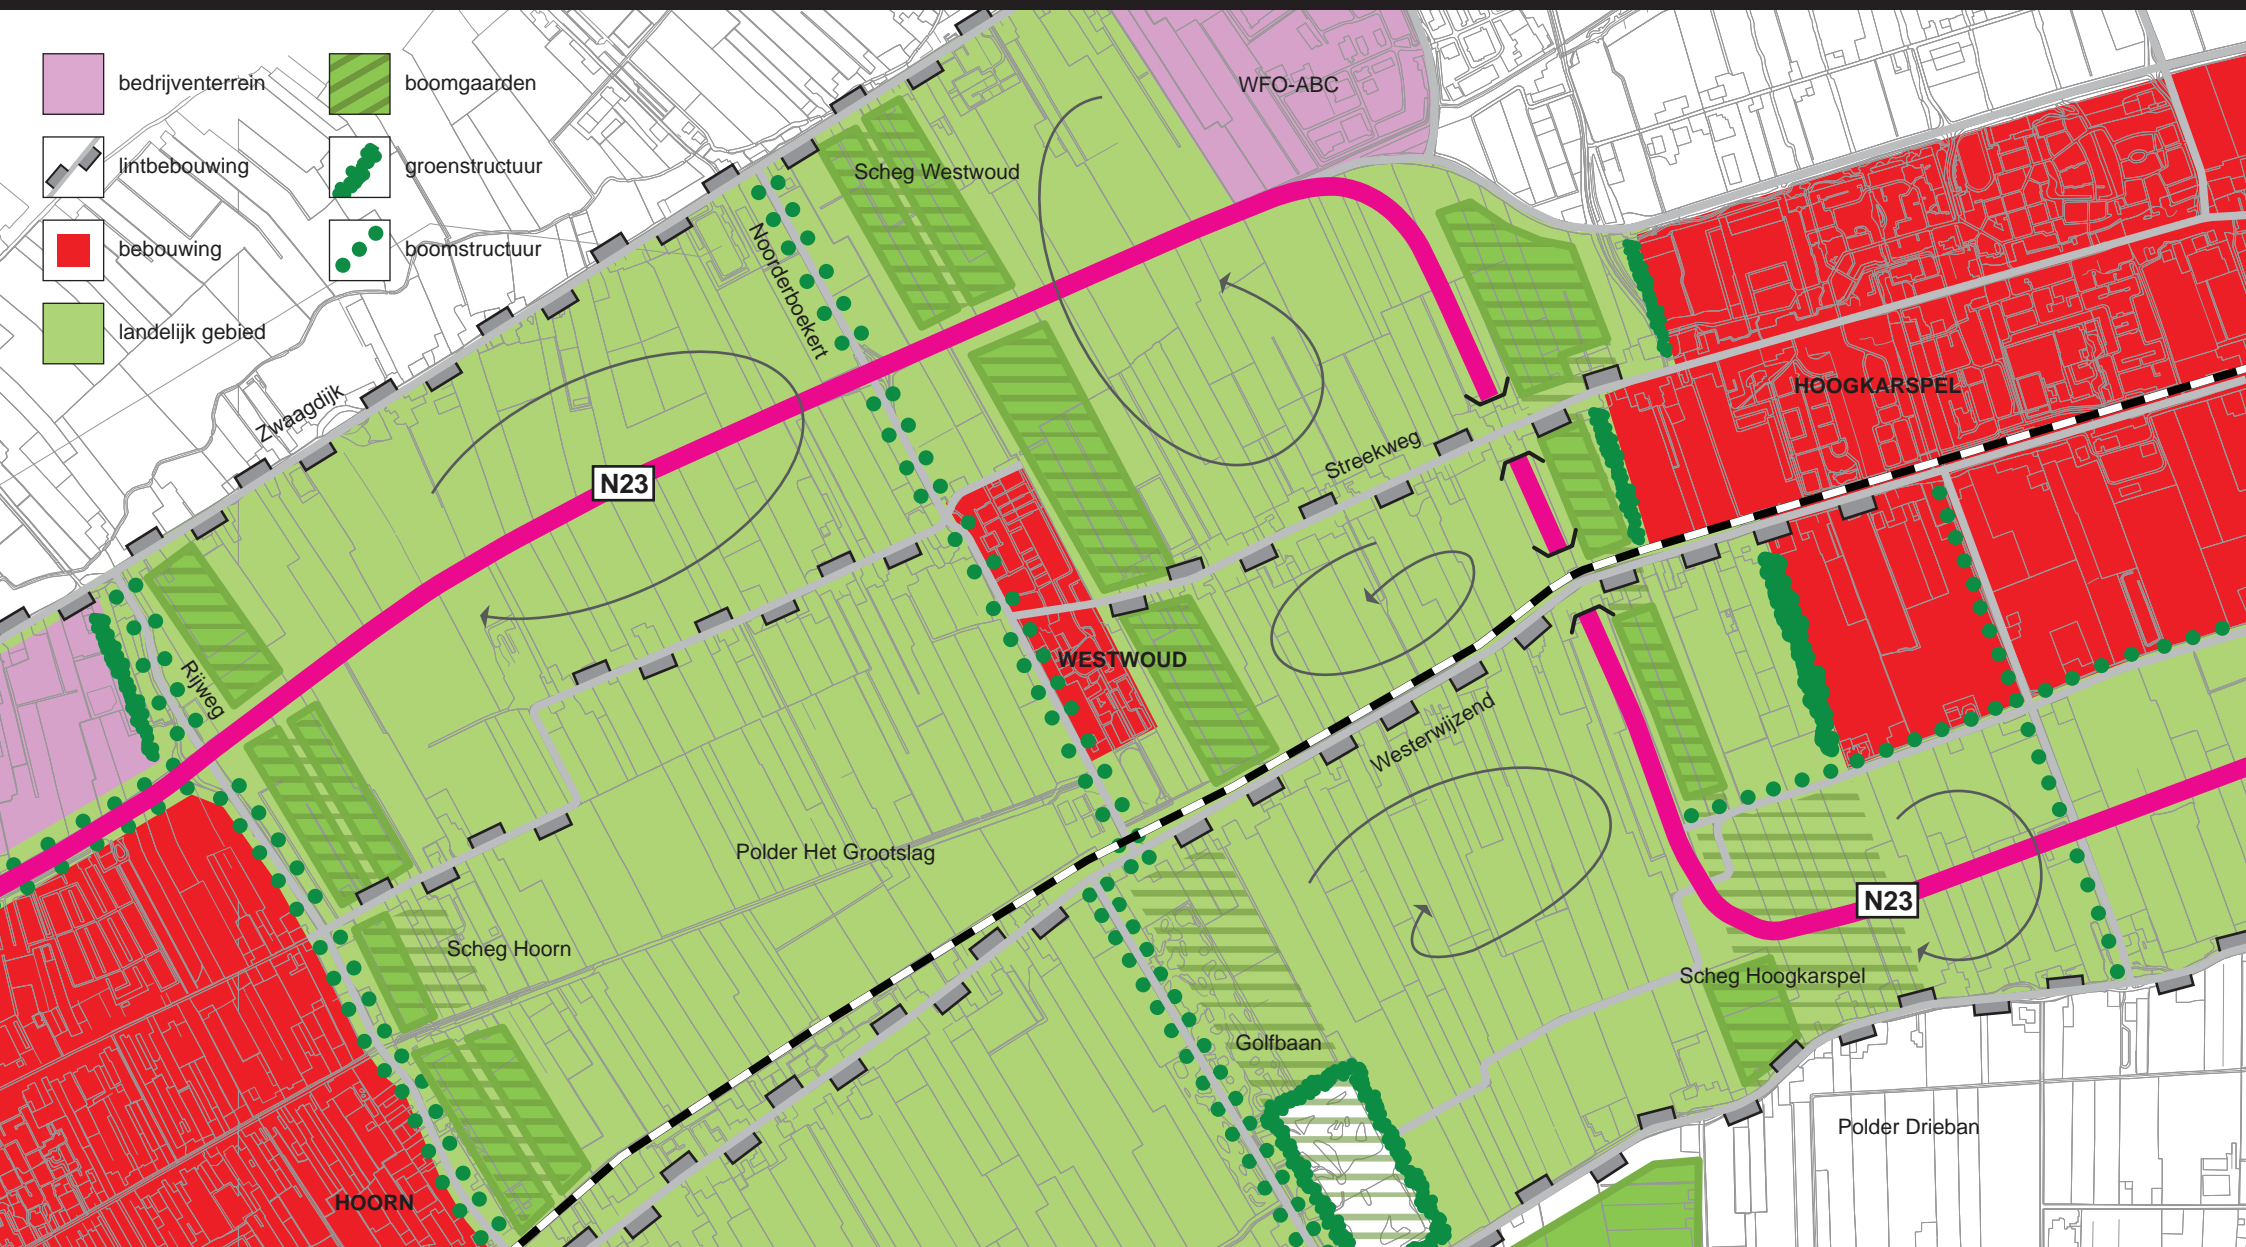 bedrijventerrein
boomgaarden
lintbebouwing
groenstructuur
bebouwing
boomstructuur
landelijk gebied
WFO-ABC
Scheg Westwoud
Noorderboekert
Zwaagdijk
HOOGKARSPEL
Streekweg
N23
WESTWOUD
Rijweg
Westerwijzend
Polder Het Grootslag
N23
Scheg Hoorn
Scheg Hoogkarspel
Golfbaan
Polder Drieban
HOORN